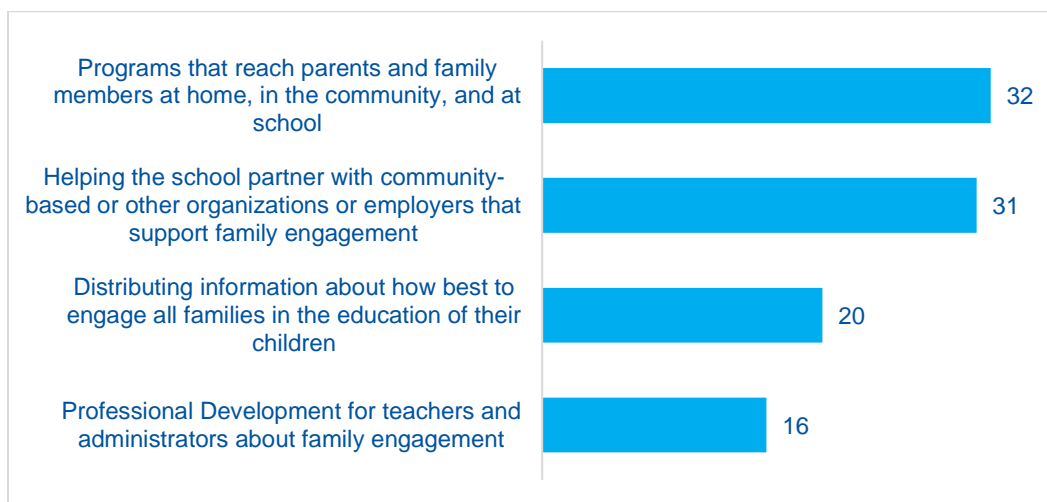 Programs that reach parents and family
members at home, in the community, and at
school
32
Helping the school partner with community-
based or other organizations or employers that
support family engagement
31
Distributing information about how best to
engage all families in the education of their
children
20
Professional Development for teachers and
administrators about family engagement
16